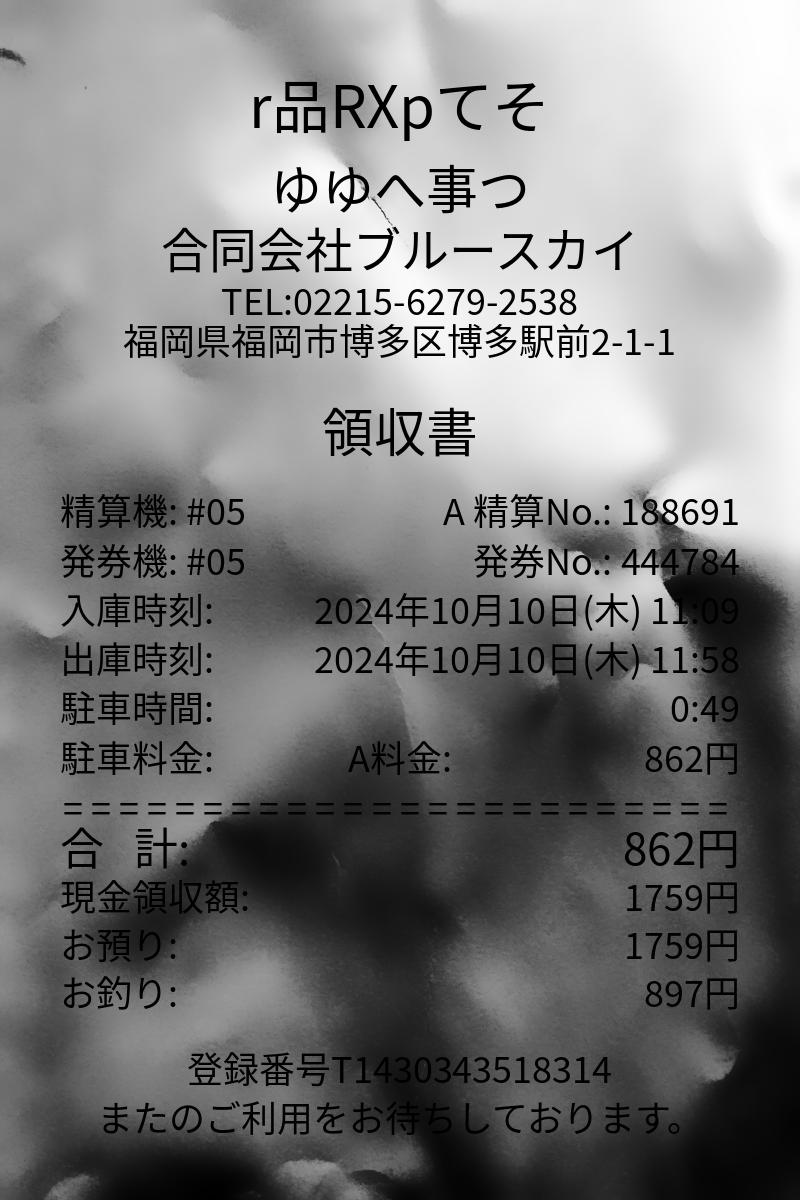 r品RXpてそ
ゆゆへ事つ
合同会社ブルースカイ
TEL:02215-6279-2538
福岡県福岡市博多区博多駅前2-1-1
領収書
精算機: #05 A 精算No.: 188691
発券機: #05 発券No.: 444784
入庫時刻: 2024年10月10日(木) 11:09
出庫時刻: 2024年10月10日(木) 11:58
駐車時間: 0:49
駐車料金: A料金: 862円
========================
合 計: 862円
現金領収額: 1759円
お預り: 1759円
お釣り: 897円
登録番号T1430343518314
またのご利用をお待ちしております。